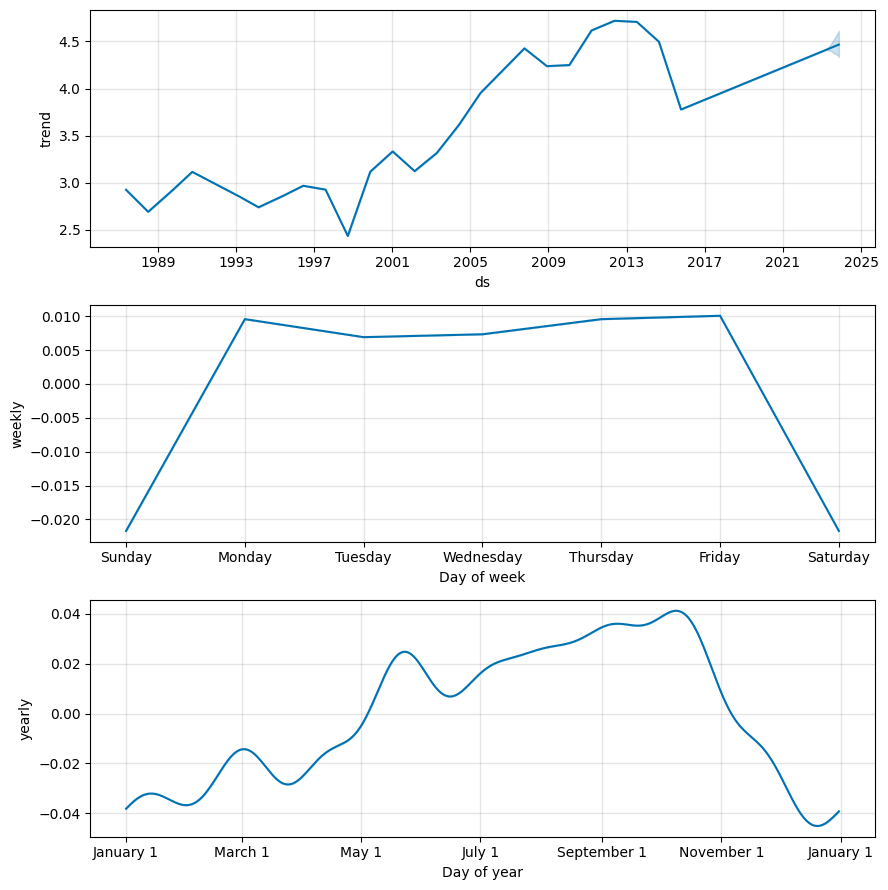 4.5
4.0
3.5
3.0
2.5
trend
1989 1993 1997 2001 2005 2009 2013 2017 2021 2025
ds
0.010
0.005
0.000
−0.005
−0.010
−0.015
−0.020
weekly
Sunday Monday Tuesday Wednesday Thursday Friday Saturday
Day of week
0.04
0.02
0.00
−0.02
−0.04
yearly
January 1 March 1 May 1 July 1 September 1 November 1 January 1
Day of year